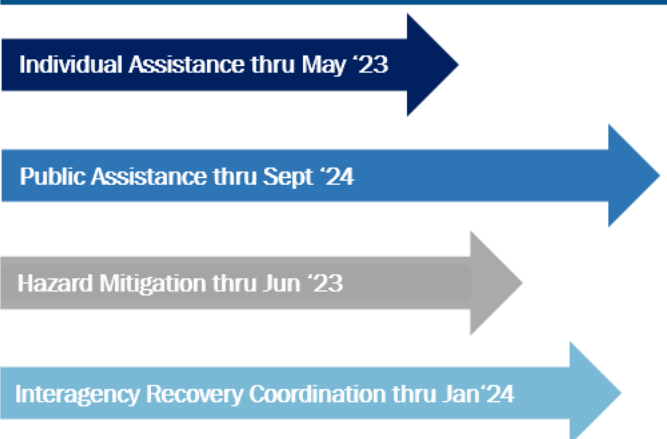 Individual Assistance thru May ‘23
Public Assistance thru Sept ‘24
Hazard Mitigation thru Jun ‘23
Interagency Recovery Coordination thru Jan‘24